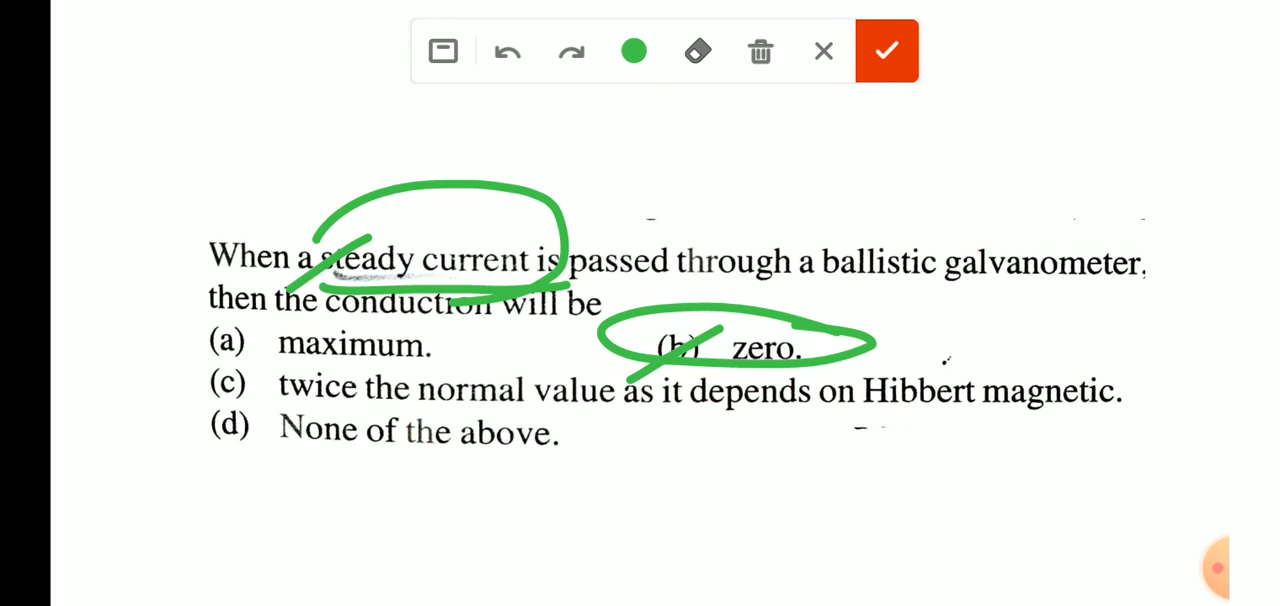 When a steady current is passed through a ballistic galvanometer,
then the conduction will be
(a) maximum. (b) zero.
(c) twice the normal value as it depends on Hibbert magnetic.
(d) None of the above.